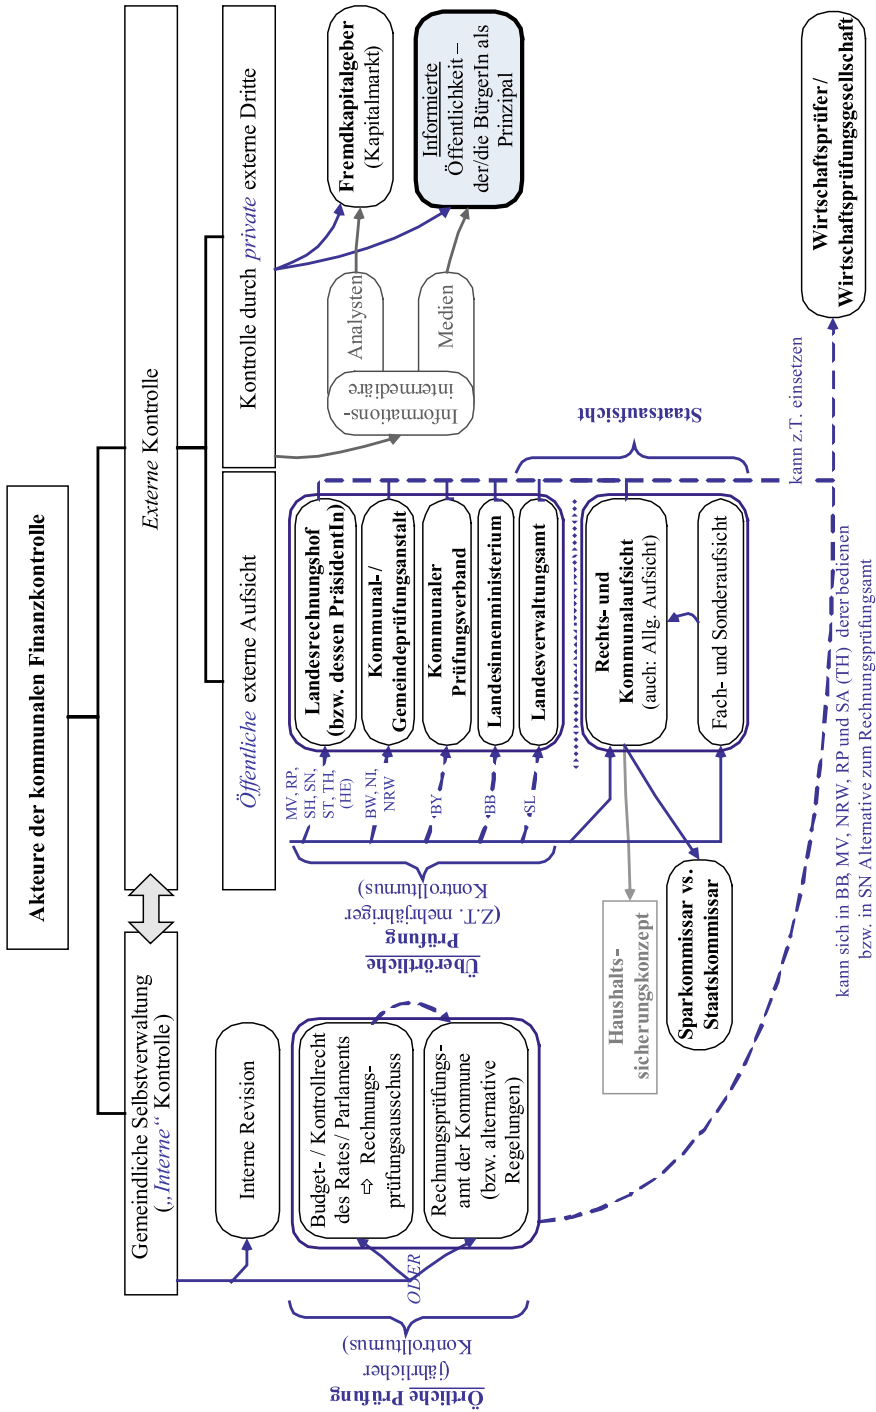 Akteure der kommunalen Finanzkontrolle
Gemeindliche Selbstverwaltung
(„Interne“ Kontrolle)
Externe Kontrolle
Interne Revision
Budget- / Kontrollrecht
des Rates/ Parlaments
⇨ Rechnungs-
prüfungsausschuss
Rechnungsprüfungs-
amt der Kommune
(bzw. alternative
Regelungen)
ODER
Örtliche Prüfung
(jährlicher
Kontrollturnus)
Öffentliche externe Aufsicht
Überörtliche
Prüfung
(Z.T. mehrjähriger
Kontrollturnus)
MV, RP,
SH, SN,
ST, TH,
(HE)
BW, NI,
NRW
BY
BB
SL
Landesrechnungshof
(bzw. dessen PräsidentIn)
Kommunal-/
Gemeindeprüfungsanstalt
Kommunaler
Prüfungsverband
Landesinnenministerium
Landesverwaltungsamt
Rechts- und
Kommunalaufsicht
(auch: Allg. Aufsicht)
Fach- und Sonderaufsicht
Staatsaufsicht
Haushalts-
sicherungskonzept
Sparkommissar vs.
Staatskommissar
Kontrolle durch private externe Dritte
Informations-
intermediäre
Analysten
Medien
Fremdkapitalgeber
(Kapitalmarkt)
Informierte
Öffentlichkeit –
der/die BürgerIn als
Prinzipal
kann z.T. einsetzen
Wirtschaftsprüfer /
Wirtschaftsprüfungsgesellschaft
kann sich in BB, MV, NRW, RP und SA (TH) derer bedienen
bzw. in SN Alternative zum Rechnungsprüfungsamt